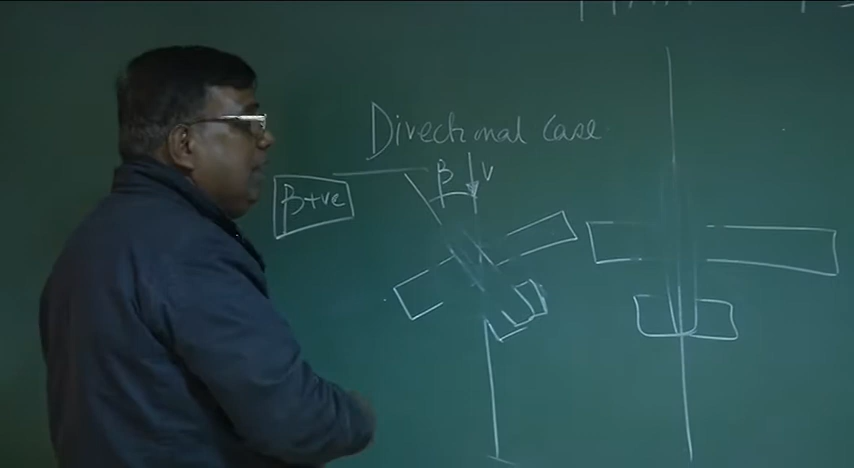 Directional Case
β V
β+ve